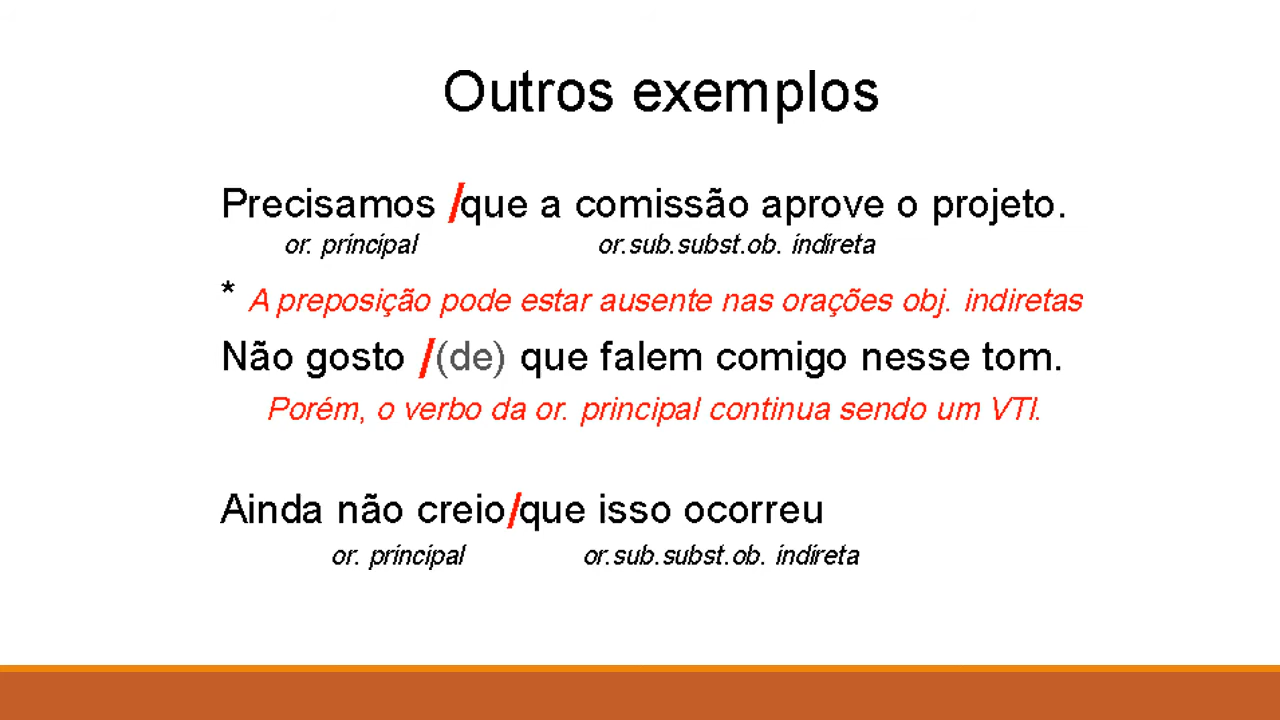 Outros exemplos
Precisamos /que a comissão aprove o projeto.
or. principal or.sub.subst.ob. indireta
* A preposição pode estar ausente nas orações obj. indiretas
Não gosto /(de) que falem comigo nesse tom.
Porém, o verbo da or. principal continua sendo um VTI.
Ainda não creio/que isso ocorreu
or. principal or.sub.subst.ob. indireta